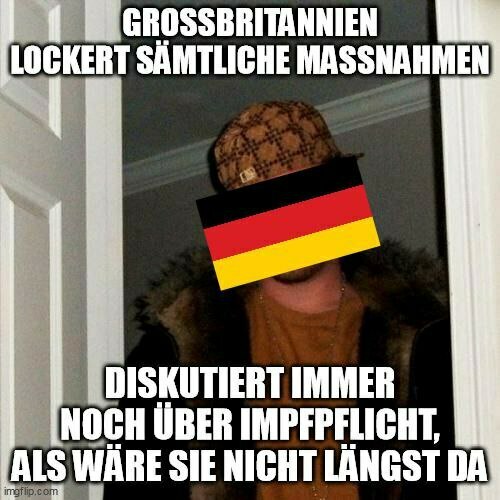 GROSSBRITANNIEN
LOCKERT SÄMTLICHE MASSNAHMEN
DISKUTIERT IMMER
NOCH ÜBER IMPFPFLICHT,
ALS WÄRE SIE NICHT LÄNGST DA
imgflip.com